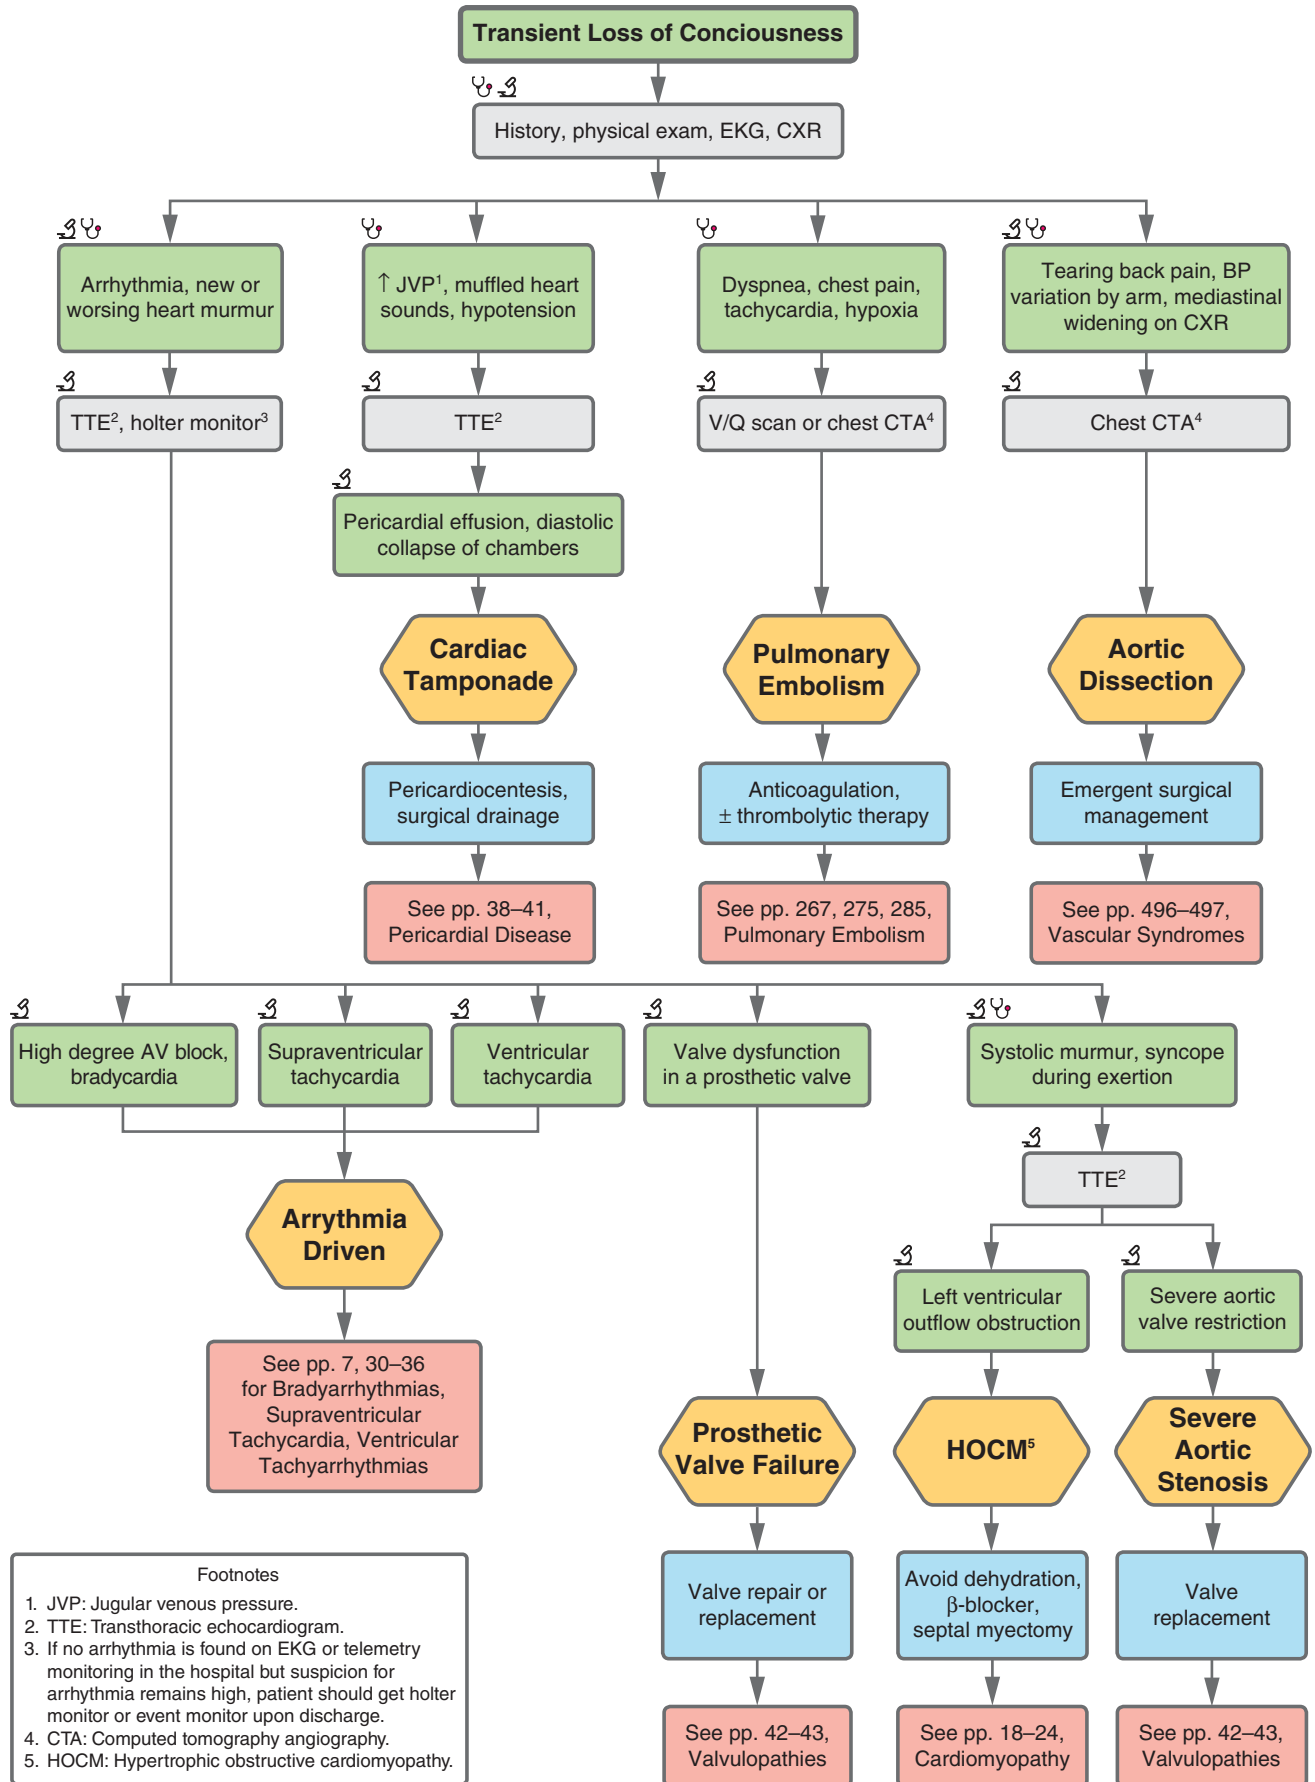 Transient Loss of Conciousness
History, physical exam, EKG, CXR
Arrhythmia, new or
worsing heart murmur
↑ JVP¹, muffled heart
sounds, hypotension
Dyspnea, chest pain,
tachycardia, hypoxia
Tearing back pain, BP
variation by arm, mediastinal
widening on CXR
TTE², holter monitor³
TTE²
V/Q scan or chest CTA⁴
Chest CTA⁴
Pericardial effusion, diastolic
collapse of chambers
Cardiac
Tamponade
Pulmonary
Embolism
Aortic
Dissection
Pericardiocentesis,
surgical drainage
Anticoagulation,
± thrombolytic therapy
Emergent surgical
management
See pp. 38–41,
Pericardial Disease
See pp. 267, 275, 285,
Pulmonary Embolism
See pp. 496–497,
Vascular Syndromes
High degree AV block,
bradycardia
Supraventricular
tachycardia
Ventricular
tachycardia
Valve dysfunction
in a prosthetic valve
Systolic murmur, syncope
during exertion
TTE²
Arrythmia
Driven
Left ventricular
outflow obstruction
Severe aortic
valve restriction
See pp. 7, 30–36
for Bradyarrhythmias,
Supraventricular
Tachycardia, Ventricular
Tachyarrhythmias
Prosthetic
Valve Failure
HOCM⁵
Severe
Aortic
Stenosis
Valve repair or
replacement
Avoid dehydration,
β-blocker,
septal myectomy
Valve
replacement
See pp. 42–43,
Valvulopathies
See pp. 18–24,
Cardiomyopathy
See pp. 42–43,
Valvulopathies
Footnotes
1. JVP: Jugular venous pressure.
2. TTE: Transthoracic echocardiogram.
3. If no arrhythmia is found on EKG or telemetry
monitoring in the hospital but suspicion for
arrhythmia remains high, patient should get holter
monitor or event monitor upon discharge.
4. CTA: Computed tomography angiography.
5. HOCM: Hypertrophic obstructive cardiomyopathy.